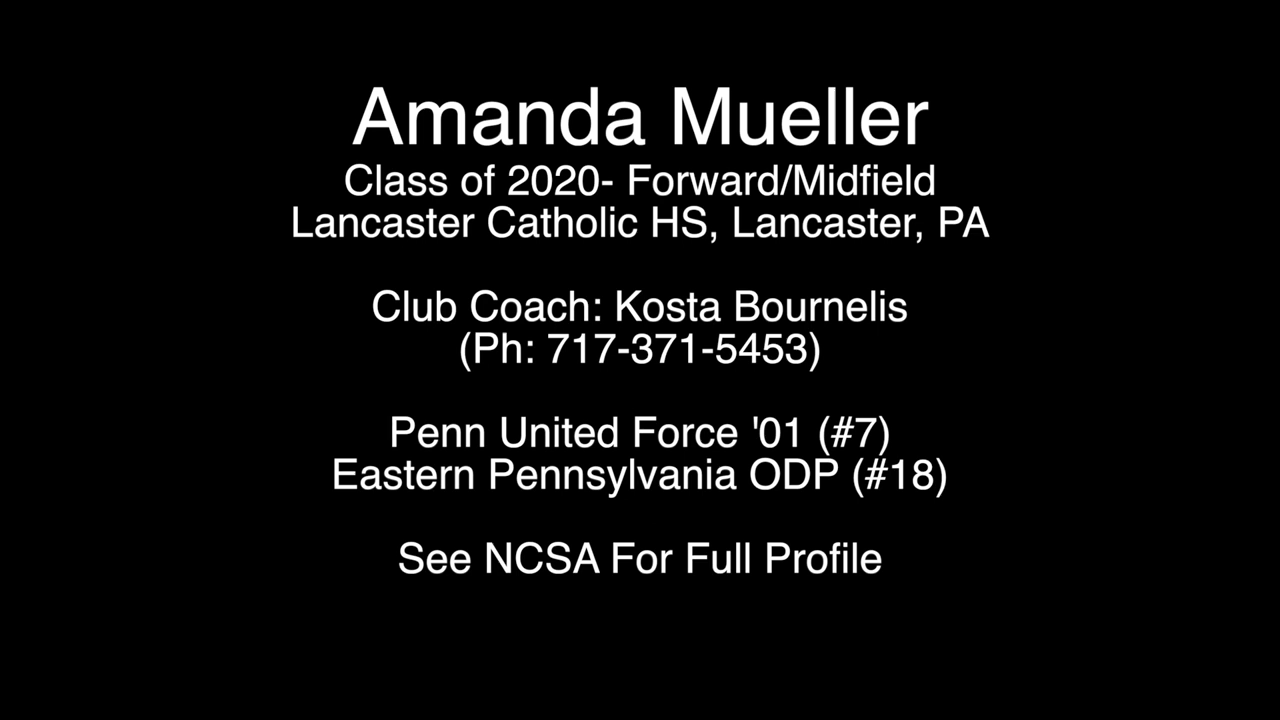 Amanda Mueller
Class of 2020- Forward/Midfield
Lancaster Catholic HS, Lancaster, PA
Club Coach: Kosta Bournelis
(Ph: 717-371-5453)
Penn United Force '01 (#7)
Eastern Pennsylvania ODP (#18)
See NCSA For Full Profile